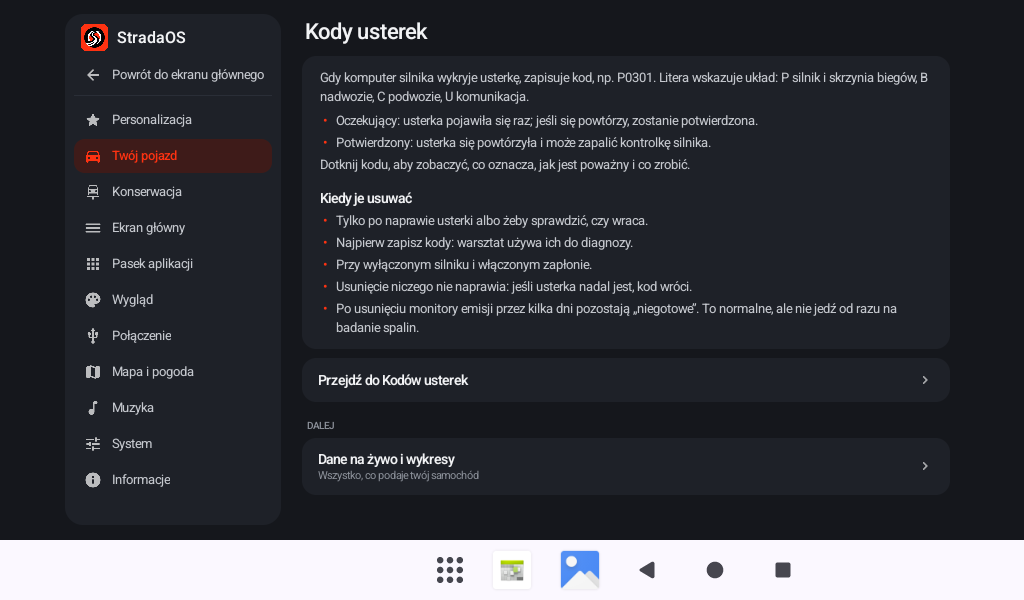 StradaOS
Powrót do ekranu głównego
Personalizacja
Twój pojazd
Konserwacja
Ekran główny
Pasek aplikacji
Wygląd
Połączenie
Mapa i pogoda
Muzyka
System
Informacje
Kody usterek
Gdy komputer silnika wykryje usterkę, zapisuje kod, np. P0301. Litera wskazuje układ: P silnik i skrzynia biegów, B
nadwozie, C podwozie, U komunikacja.
• Oczekujący: usterka pojawiła się raz; jeśli się powtórzy, zostanie potwierdzona.
• Potwierdzony: usterka się powtórzyła i może zapalić kontrolkę silnika.
Dotknij kodu, aby zobaczyć, co oznacza, jak jest poważny i co zrobić.
Kiedy je usuwać
• Tylko po naprawie usterki albo żeby sprawdzić, czy wraca.
• Najpierw zapisz kody: warsztat używa ich do diagnozy.
• Przy wyłączonym silniku i włączonym zapłonie.
• Usunięcie niczego nie naprawia: jeśli usterka nadal jest, kod wróci.
• Po usunięciu monitory emisji przez kilka dni pozostają „niegotowe”. To normalne, ale nie jedź od razu na
badanie spalin.
Przejdź do Kodów usterek
DALEJ
Dane na żywo i wykresy
Wszystko, co podaje twój samochód